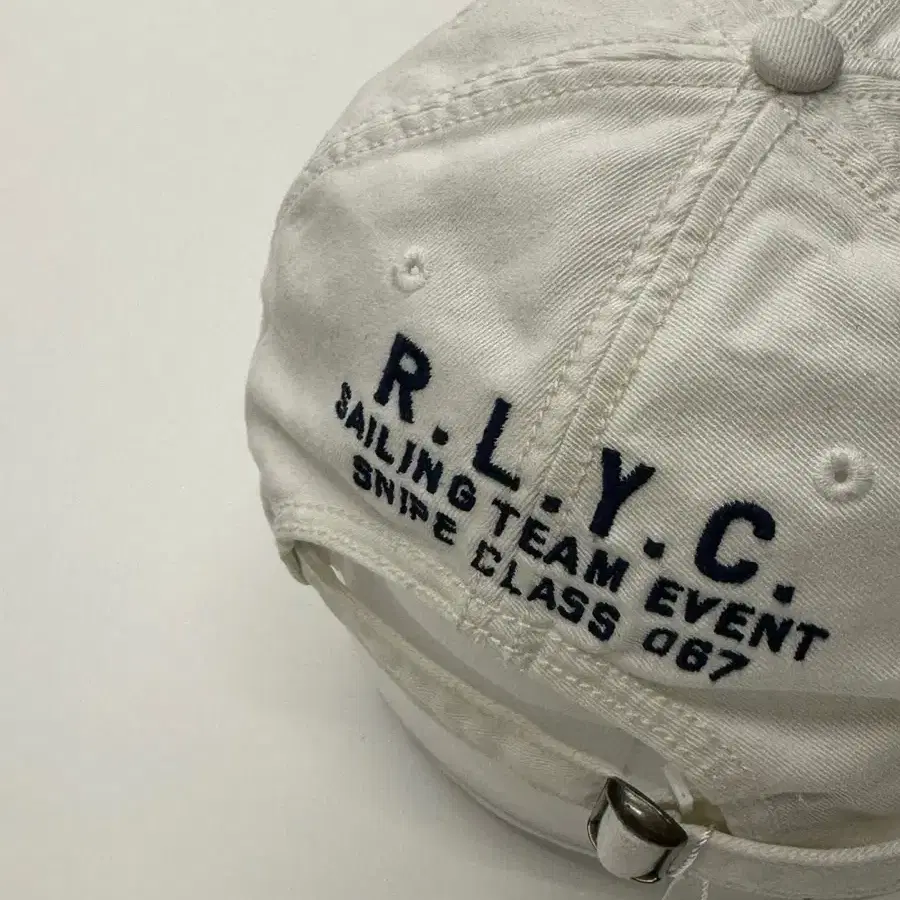 R.L.Y.C.
SAILING TEAM EVENT
SNIPE CLASS 067